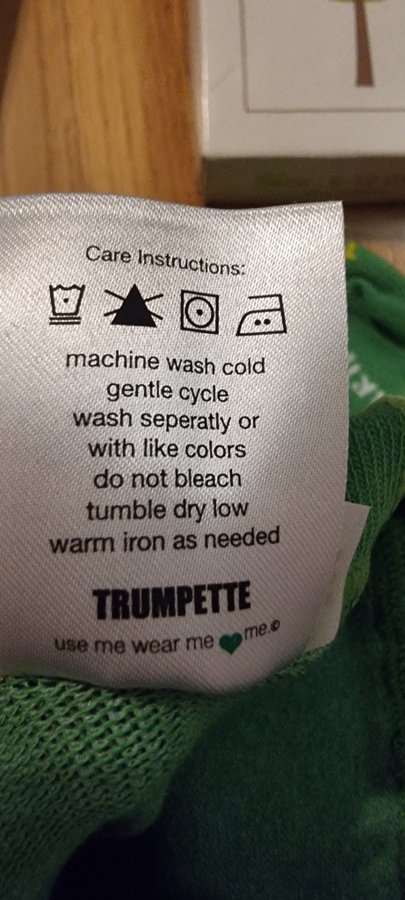 Care Instructions:
machine wash cold
gentle cycle
wash seperatly or
with like colors
do not bleach
tumble dry low
warm iron as needed
TRUMPETTE
use me wear me 💚 me.©